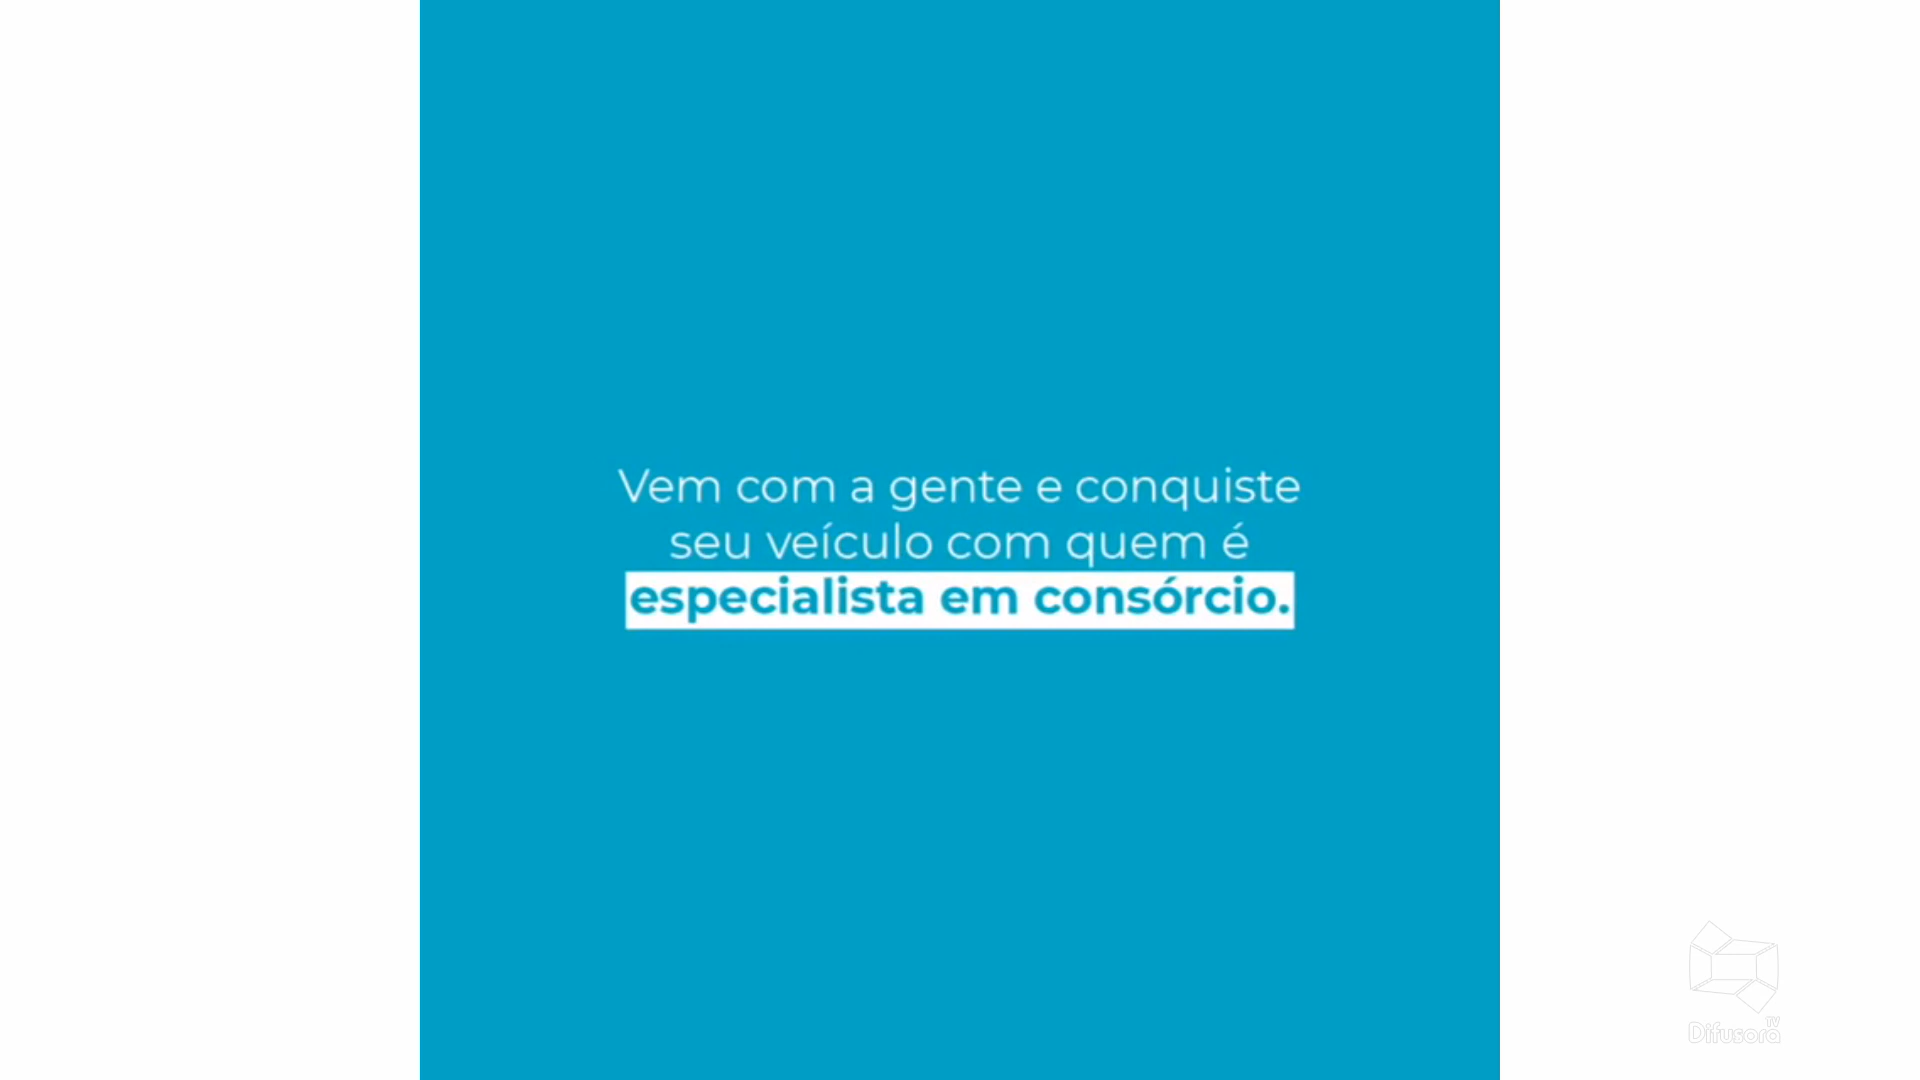 Vem com a gente e conquiste
seu veículo com quem é
especialista em consórcio.
TV
Difusora